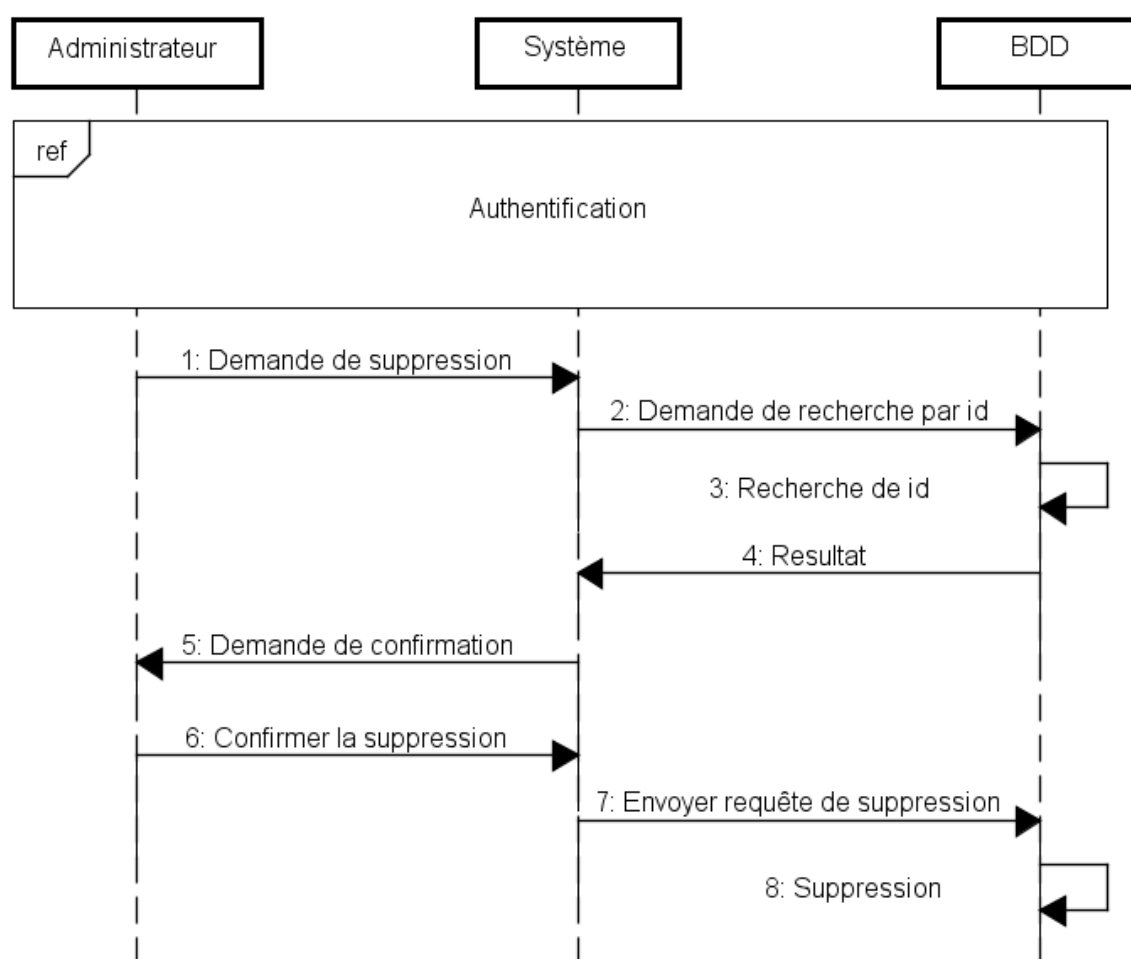 Administrateur
Système
BDD
ref
Authentification
1: Demande de suppression
2: Demande de recherche par id
3: Recherche de id
4: Resultat
5: Demande de confirmation
6: Confirmer la suppression
7: Envoyer requête de suppression
8: Suppression